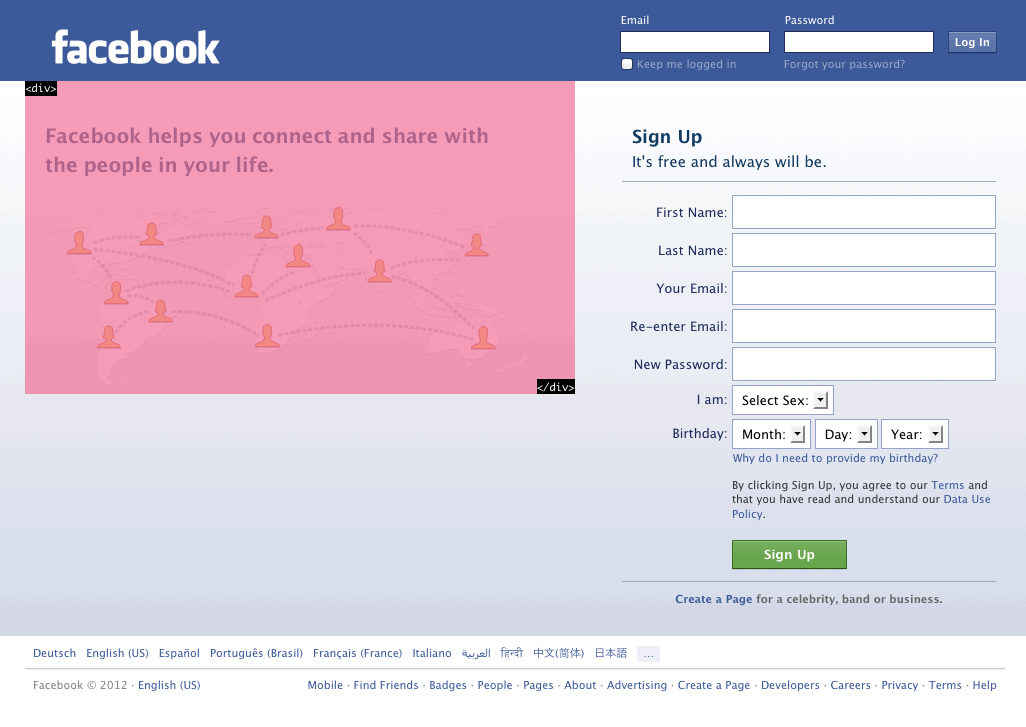 facebook
Email
Password
Log In
Keep me logged in
Forgot your password?
<div>
Facebook helps you connect and share with
the people in your life.
</div>
Sign Up
It's free and always will be.
First Name:
Last Name:
Your Email:
Re-enter Email:
New Password:
I am: Select Sex:
Birthday: Month: Day: Year:
Why do I need to provide my birthday?
By clicking Sign Up, you agree to our Terms and
that you have read and understand our Data Use
Policy.
Sign Up
Create a Page for a celebrity, band or business.
Deutsch English (US) Español Português (Brasil) Français (France) Italiano العربية हिन्दी 中文(简体) 日本語 ...
Facebook © 2012 · English (US)
Mobile · Find Friends · Badges · People · Pages · About · Advertising · Create a Page · Developers · Careers · Privacy · Terms · Help